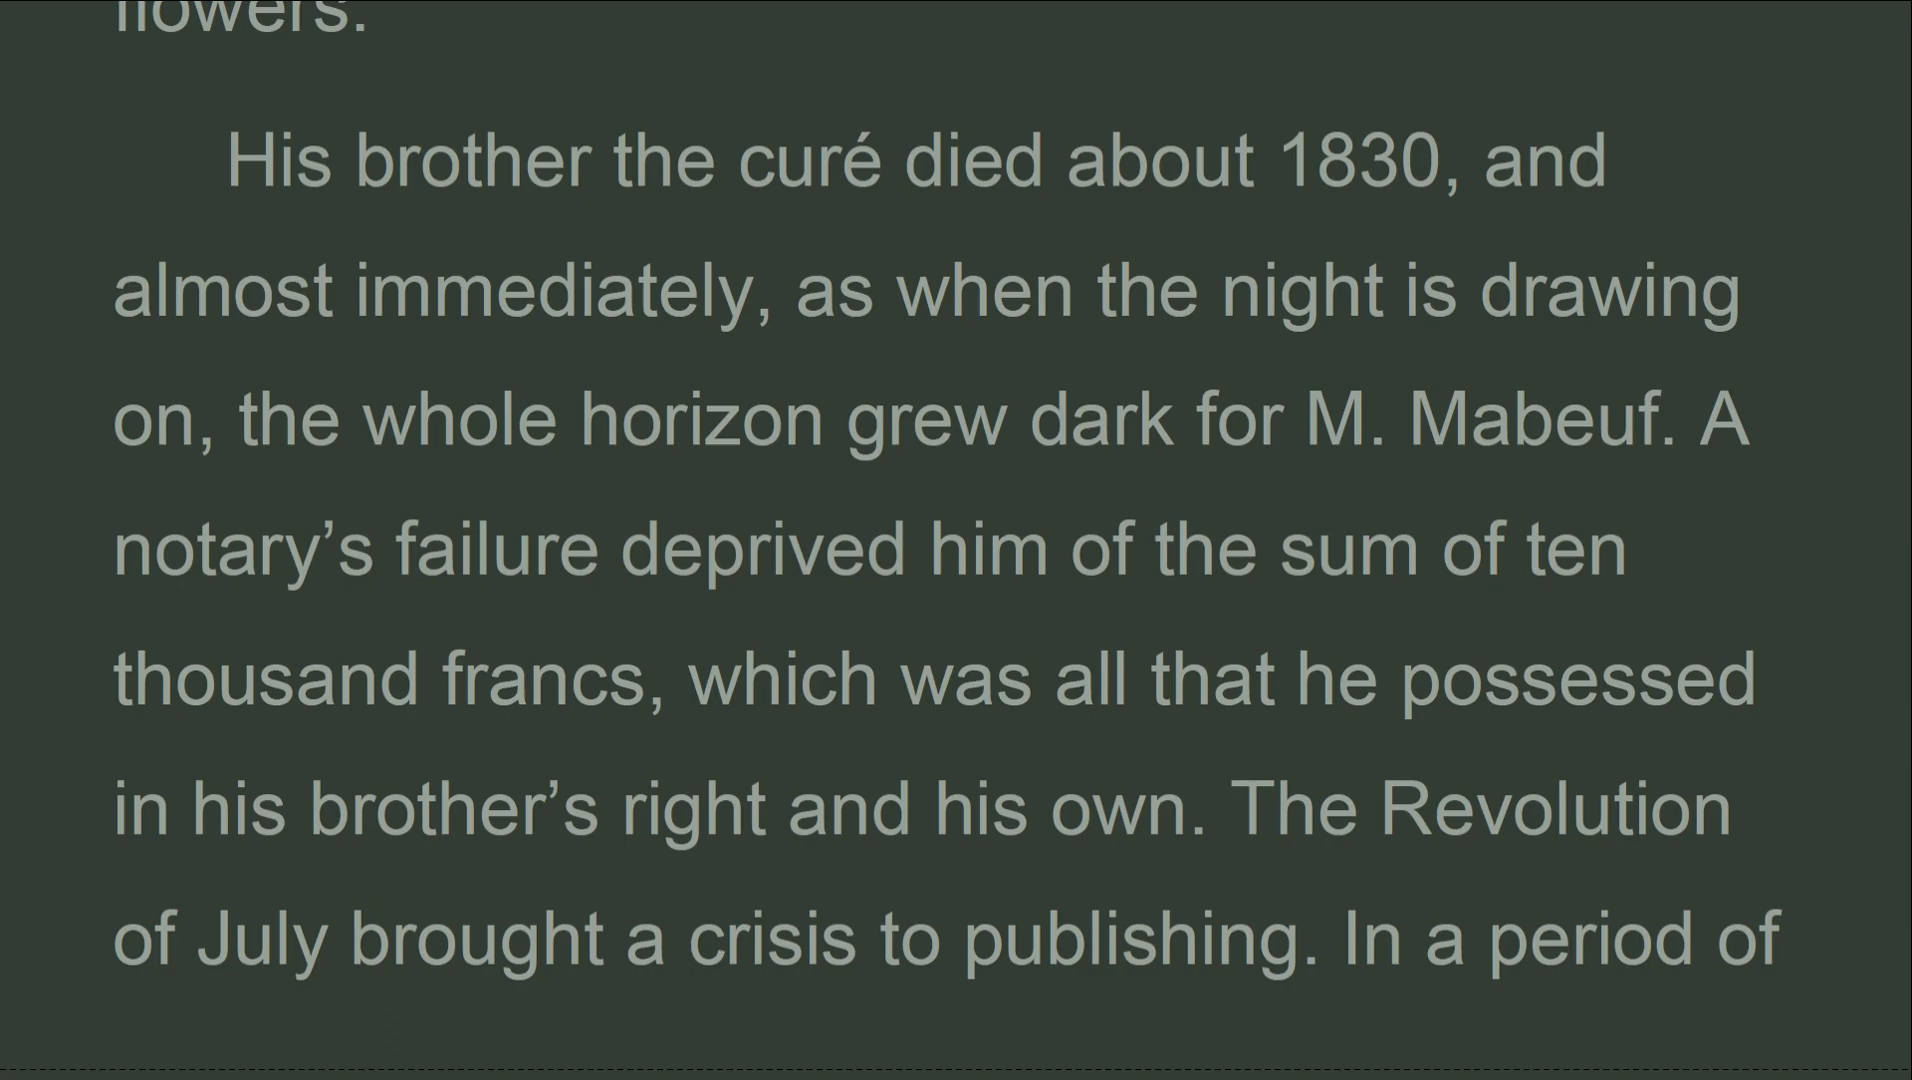 flowers.
His brother the curé died about 1830, and
almost immediately, as when the night is drawing
on, the whole horizon grew dark for M. Mabeuf. A
notary’s failure deprived him of the sum of ten
thousand francs, which was all that he possessed
in his brother’s right and his own. The Revolution
of July brought a crisis to publishing. In a period of